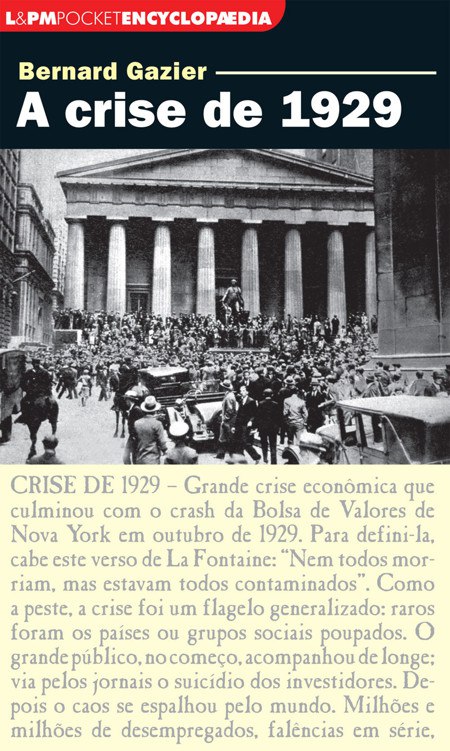 L&PMPOCKETENCYCLOPÆDIA
Bernard Gazier
A crise de 1929
CRISE DE 1929 – Grande crise econômica que
culminou com o crash da Bolsa de Valores de
Nova York em outubro de 1929. Para defini-la,
cabe este verso de La Fontaine: “Nem todos mor-
riam, mas estavam todos contaminados”. Como
a peste, a crise foi um flagelo generalizado: raros
foram os países ou grupos sociais poupados. O
grande público, no começo, acompanhou de longe;
via pelos jornais o suicídio dos investidores. De-
pois o caos se espalhou pelo mundo. Milhões e
milhões de desempregados, falências em série,